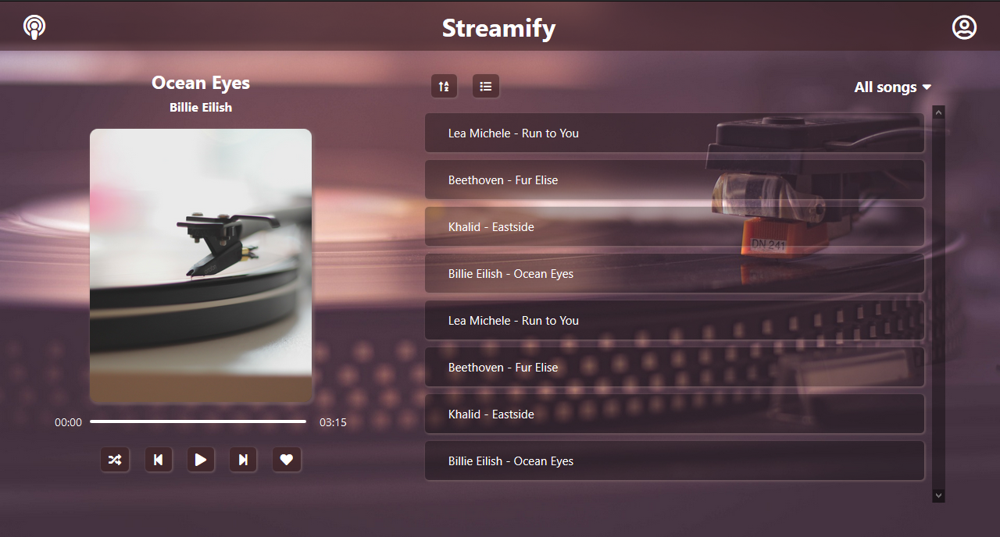 Streamify
Ocean Eyes
Billie Eilish
00:00
03:15
All songs
Lea Michele - Run to You
Beethoven - Fur Elise
Khalid - Eastside
Billie Eilish - Ocean Eyes
Lea Michele - Run to You
Beethoven - Fur Elise
Khalid - Eastside
Billie Eilish - Ocean Eyes
DN 241